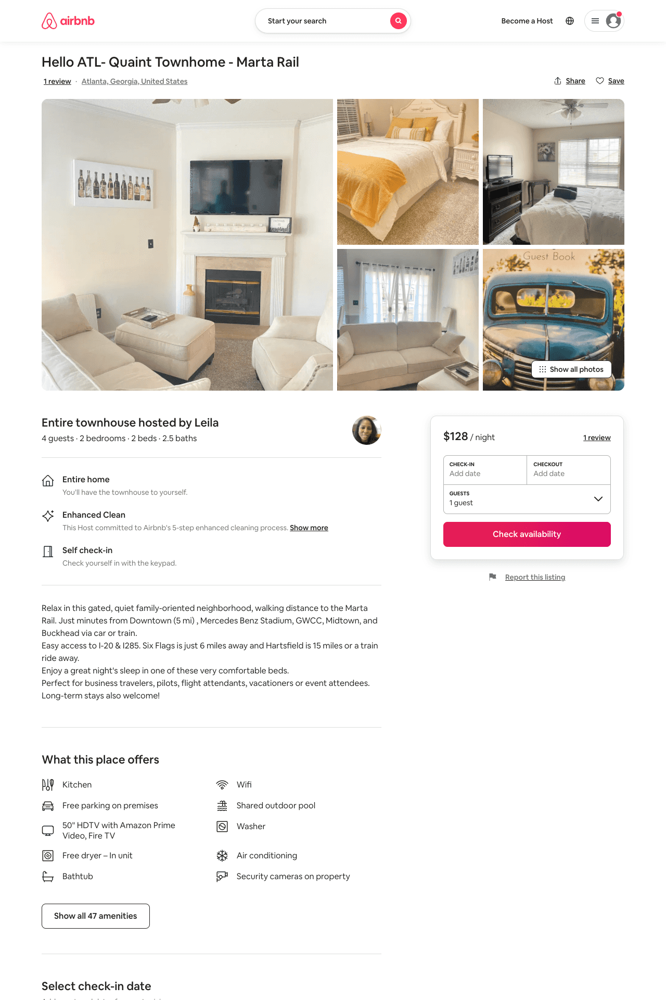 airbnb
Start your search
Become a Host
Hello ATL- Quaint Townhome - Marta Rail
1 review · Atlanta, Georgia, United States
Share
Save
Guest Book
Show all photos
Entire townhouse hosted by Leila
4 guests · 2 bedrooms · 2 beds · 2.5 baths
Entire home
You'll have the townhouse to yourself.
Enhanced Clean
This Host committed to Airbnb's 5-step enhanced cleaning process. Show more
Self check-in
Check yourself in with the keypad.
$128 / night
1 review
CHECK-IN
Add date
CHECKOUT
Add date
GUESTS
1 guest
Check availability
Report this listing
Relax in this gated, quiet family-oriented neighborhood, walking distance to the Marta
Rail. Just minutes from Downtown (5 mi) , Mercedes Benz Stadium, GWCC, Midtown, and
Buckhead via car or train.
Easy access to I-20 & I285. Six Flags is just 6 miles away and Hartsfield is 15 miles or a train
ride away.
Enjoy a great night's sleep in one of these very comfortable beds.
Perfect for business travelers, pilots, flight attendants, vacationers or event attendees.
Long-term stays also welcome!
What this place offers
Kitchen
Wifi
Free parking on premises
Shared outdoor pool
50" HDTV with Amazon Prime
Video, Fire TV
Washer
Free dryer – In unit
Air conditioning
Bathtub
Security cameras on property
Show all 47 amenities
Select check-in date